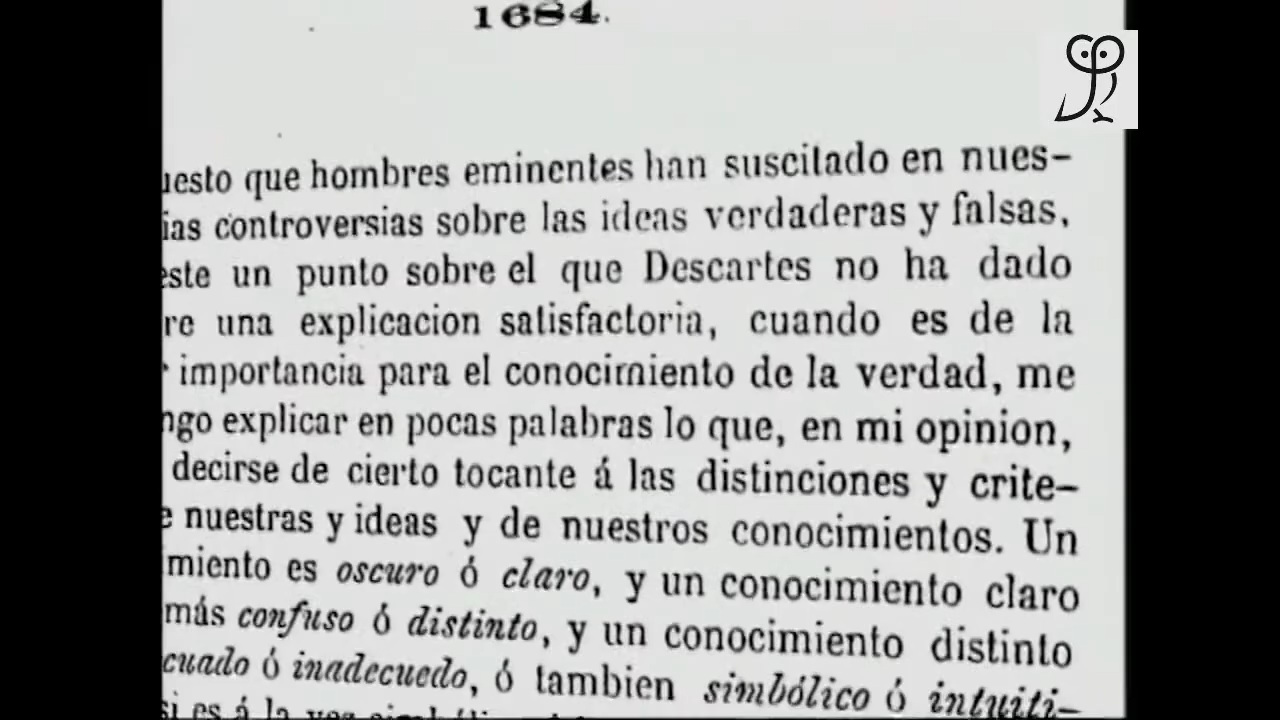 1684.
uesto que hombres eminentes han suscitado en nues-
ias controversias sobre las ideas verdaderas y falsas,
este un punto sobre el que Descartes no ha dado
re una explicacion satisfactoria, cuando es de la
importancia para el conocimiento de la verdad, me
ngo explicar en pocas palabras lo que, en mi opinion,
decirse de cierto tocante á las distinciones y crite-
e nuestras y ideas y de nuestros conocimientos. Un
miento es oscuro ó claro, y un conocimiento claro
más confuso ó distinto, y un conocimiento distinto
cuado ó inadecuedo, ó tambien simbólico ó intuiti-
si es á la vez